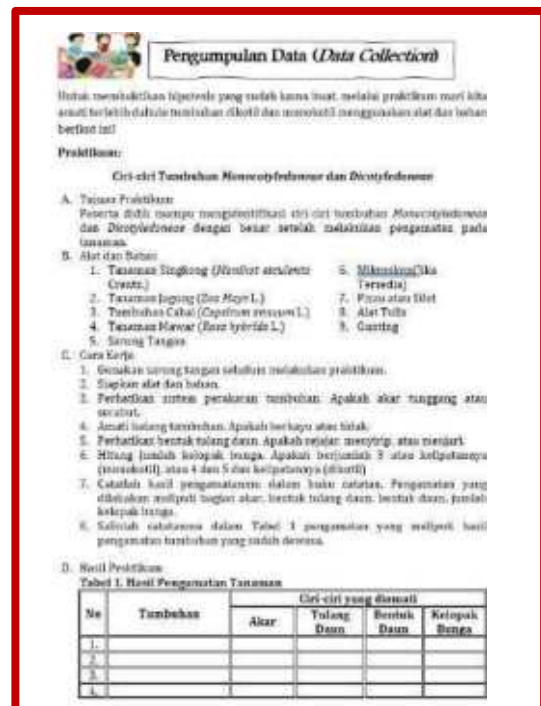 Pengumpulan Data (Data Collection)
Untuk membuktikan hipotesis yang sudah kamu buat, melalui praktikum mari kita
amati terlebih dahulu tumbuhan dikotil dan monokotil menggunakan alat dan bahan
berikut ini!
Praktikum:
Ciri-ciri Tumbuhan Monocotyledoneae dan Dicotyledoneae
A. Tujuan Praktikum
Peserta didik mampu mengidentifikasi ciri-ciri tumbuhan Monocotyledoneae
dan Dicotyledoneae dengan benar setelah melakukan pengamatan pada
tanaman.
B. Alat dan Bahan
1. Tanaman Singkong (Manihot esculenta
Crantz.)
2. Tanaman Jagung (Zea Mays L.)
3. Tumbuhan Cabai (Capsicum annuum L.)
4. Tanaman Mawar (Rosa hybrida L.)
5. Sarung Tangan
6. Mikroskop(Jika
Tersedia)
7. Pisau atau Silet
8. Alat Tulis
9. Gunting
C. Cara Kerja
1. Gunakan sarung tangan sebelum melakukan praktikum.
2. Siapkan alat dan bahan.
3. Perhatikan sistem perakaran tumbuhan. Apakah akar tunggang atau
serabut.
4. Amati batang tumbuhan. Apakah berkayu atau tidak.
5. Perhatikan bentuk tulang daun. Apakah sejajar, menyirip, atau menjari.
6. Hitung jumlah kelopak bunga. Apakah berjumlah 3 atau kelipatannya
(monokotil), atau 4 dan 5 dan kelipatannya (dikotil)
7. Catatlah hasil pengamatanmu dalam buku catatan. Pengamatan yang
dilakukan meliputi bagian akar, bentuk tulang daun, bentuk daun, jumlah
kelopak bunga.
8. Salinlah catatanmu dalam Tabel 1 pengamatan yang meliputi hasil
pengamatan tumbuhan yang sudah dewasa.
D. Hasil Praktikum
Tabel 1. Hasil Pengamatan Tanaman
No Tumbuhan Ciri-ciri yang diamati
Akar Tulang Daun Bentuk Daun Kelopak Bunga
1.
2.
3.
4.